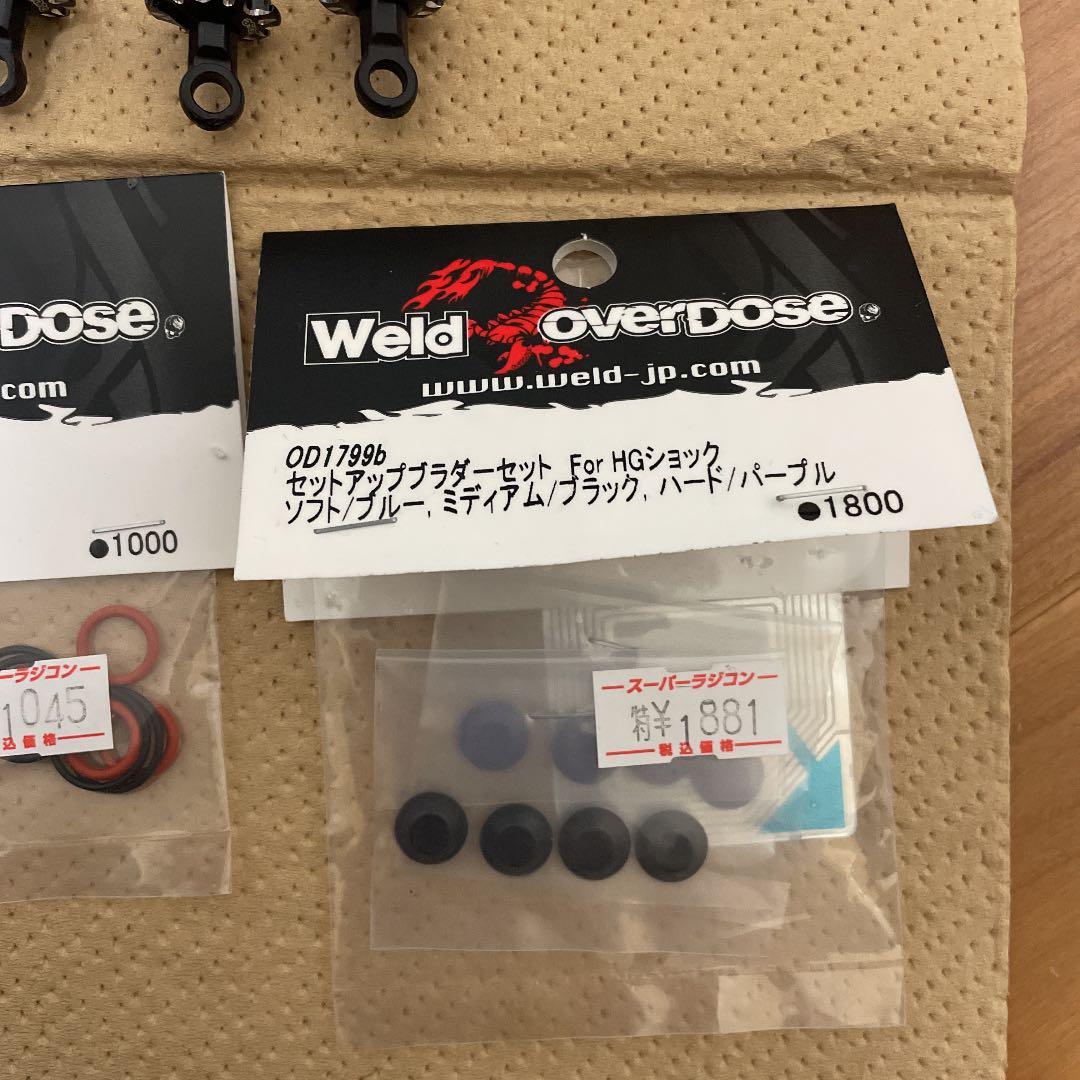 DOSE.
.com
●1000
ーラジコン
1045
込価格
Weld OVERDOSE.
www.weld-jp.com
OD1799b
セットアップブラダーセット For HGショック
ソフト/ブルー, ミディアム/ブラック, ハード/パープル
●1800
スーパーラジコン
特¥1881
税込価格